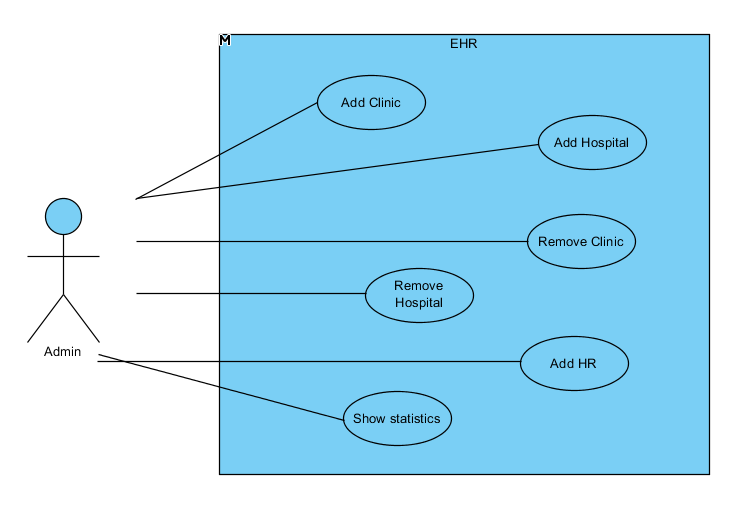 M
EHR
Add Clinic
Add Hospital
Remove Clinic
Remove
Hospital
Admin
Add HR
Show statistics